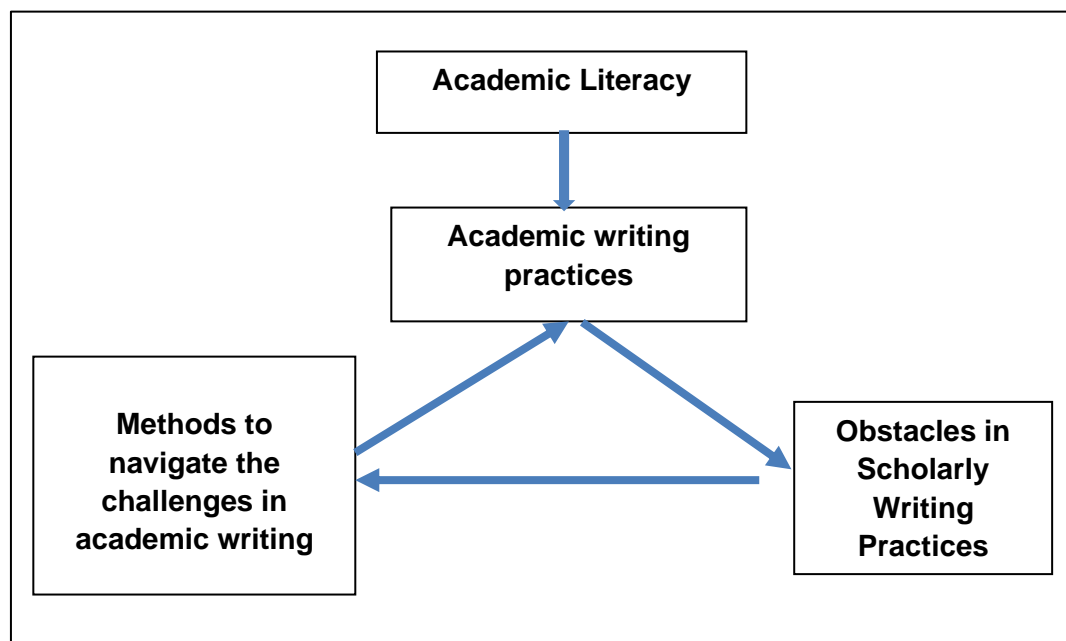 Academic Literacy
Academic writing
practices
Methods to
navigate the
challenges in
academic writing
Obstacles in
Scholarly
Writing
Practices